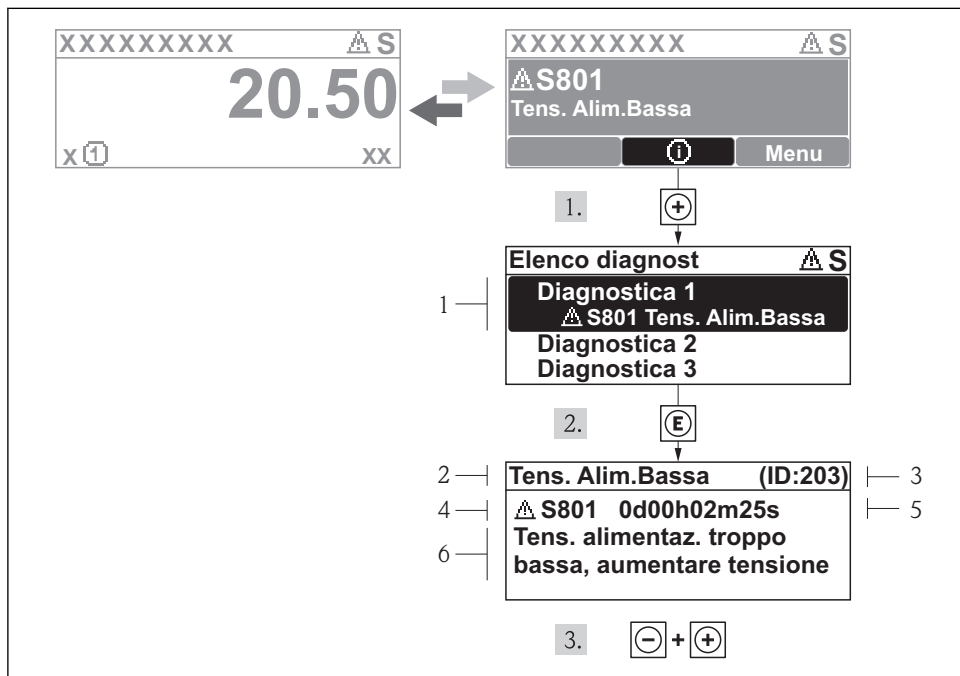 XXXXXXXXX ⚠ S
20.50
X ① XX
XXXXXXXXX ⚠ S
⚠ S801
Tens. Alim.Bassa
ⓘ Menu
1. +
Elenco diagnost ⚠ S
1
Diagnostica 1
⚠ S801 Tens. Alim.Bassa
Diagnostica 2
Diagnostica 3
2. E
2 Tens. Alim.Bassa (ID:203) 3
4 ⚠ S801 0d00h02m25s 5
6
Tens. alimentaz. troppo
bassa, aumentare tensione
3. - + +